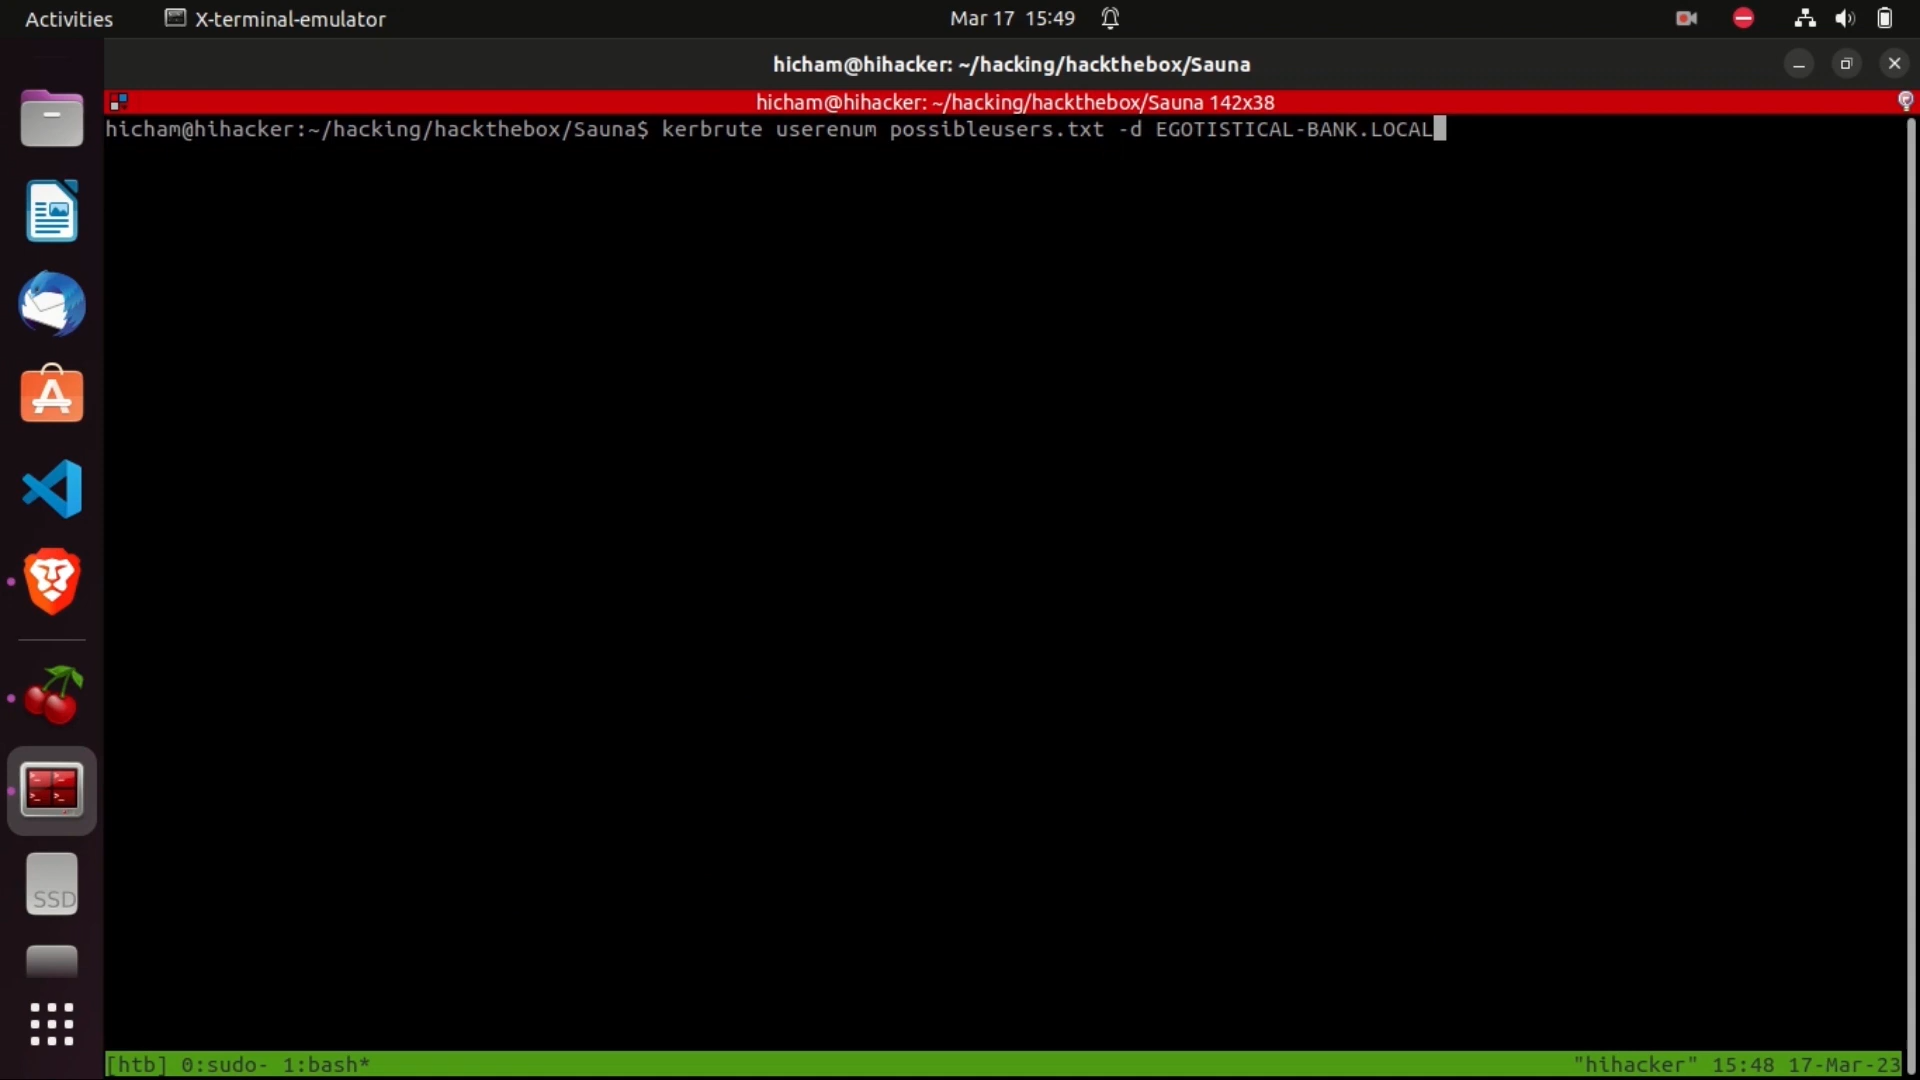 Activities X-terminal-emulator Mar 17 15:49
hicham@hihacker: ~/hacking/hackthebox/Sauna
hicham@hihacker: ~/hacking/hackthebox/Sauna 142x38
hicham@hihacker:~/hacking/hackthebox/Sauna$ kerbrute userenum possibleusers.txt -d EGOTISTICAL-BANK.LOCAL
SSD
[htb] 0:sudo- 1:bash* "hihacker" 15:48 17-Mar-23